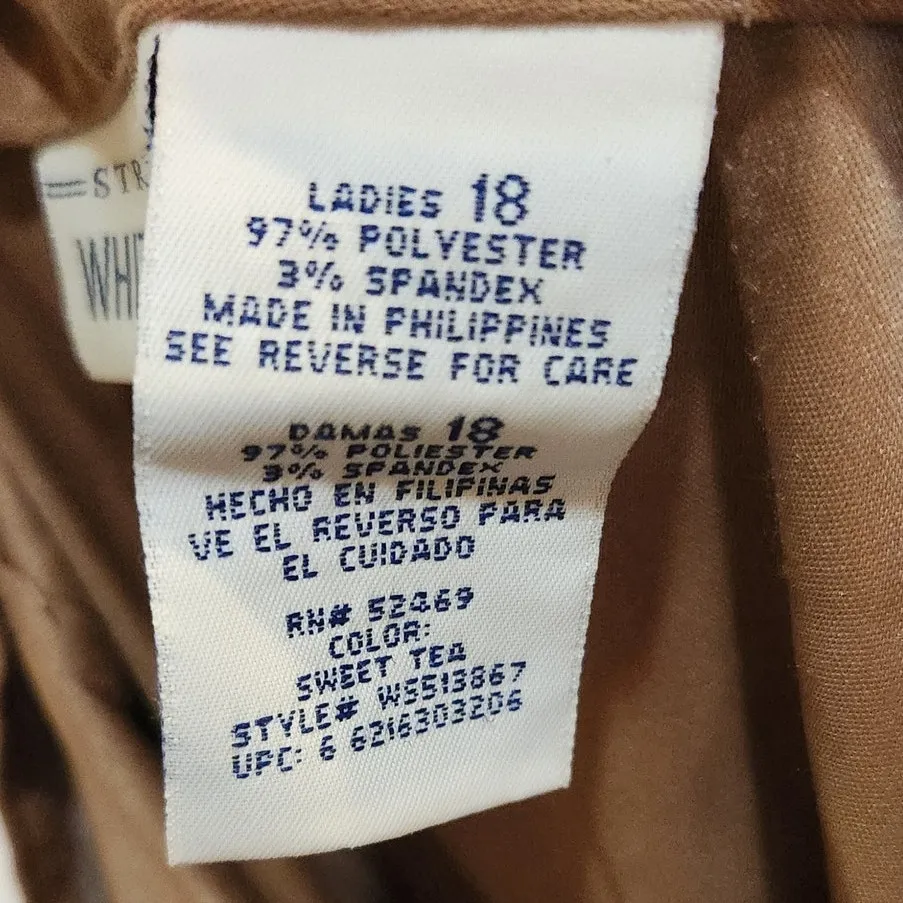 STR
WHI
LADIES 18
97% POLYESTER
3% SPANDEX
MADE IN PHILIPPINES
SEE REVERSE FOR CARE
DAMAS 18
97% POLIESTER
3% SPANDEX
HECHO EN FILIPINAS
VE EL REVERSO PARA
EL CUIDADO
RN# 52469
COLOR:
SWEET TEA
STYLE# WS513867
UPC: 6 6216303206